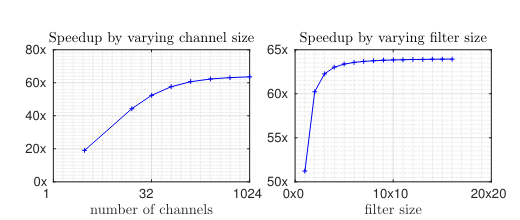 Speedup by varying channel size
80x
60x
40x
20x
0x
1
32
1024
number of channels
Speedup by varying filter size
65x
60x
55x
50x
0x0
10x10
20x20
filter size